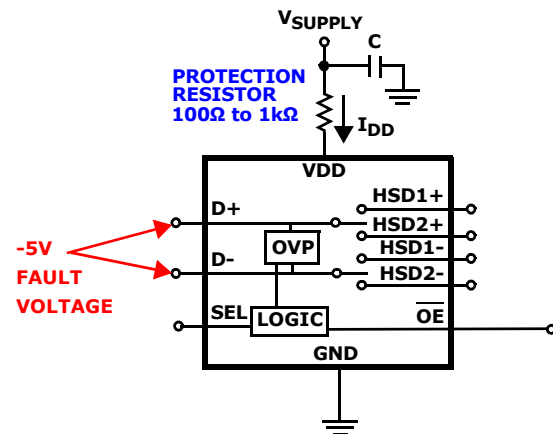 VSUPPLY
C
PROTECTION
RESISTOR
100Ω to 1kΩ
IDD
VDD
D+
HSD1+
HSD2+
OVP
HSD1-
D-
HSD2-
-5V
FAULT
VOLTAGE
SEL
LOGIC
OE
GND